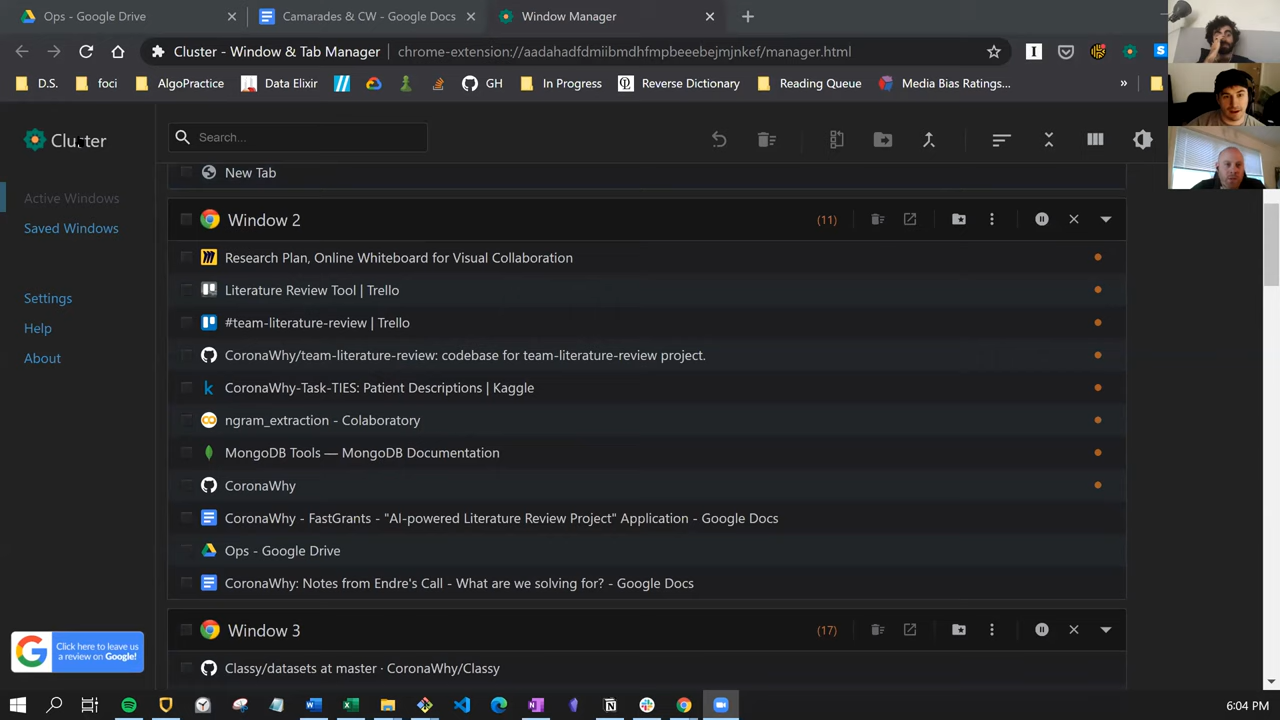 Ops - Google Drive
Camarades & CW - Google Docs
Window Manager
Cluster - Window & Tab Manager
chrome-extension://aadahadfdmiibmdhfmpbeeebejmjnkef/manager.html
D.S.
foci
AlgoPractice
Data Elixir
GH
In Progress
Reverse Dictionary
Reading Queue
Media Bias Ratings...
»
Cluster
Search...
Active Windows
Saved Windows
Settings
Help
About
New Tab
Window 2
(11)
Research Plan, Online Whiteboard for Visual Collaboration
Literature Review Tool | Trello
#team-literature-review | Trello
CoronaWhy/team-literature-review: codebase for team-literature-review project.
CoronaWhy-Task-TIES: Patient Descriptions | Kaggle
ngram_extraction - Colaboratory
MongoDB Tools — MongoDB Documentation
CoronaWhy
CoronaWhy - FastGrants - "AI-powered Literature Review Project" Application - Google Docs
Ops - Google Drive
CoronaWhy: Notes from Endre's Call - What are we solving for? - Google Docs
Window 3
(17)
Classy/datasets at master · CoronaWhy/Classy
Click here to leave us
a review on Google!
6:04 PM